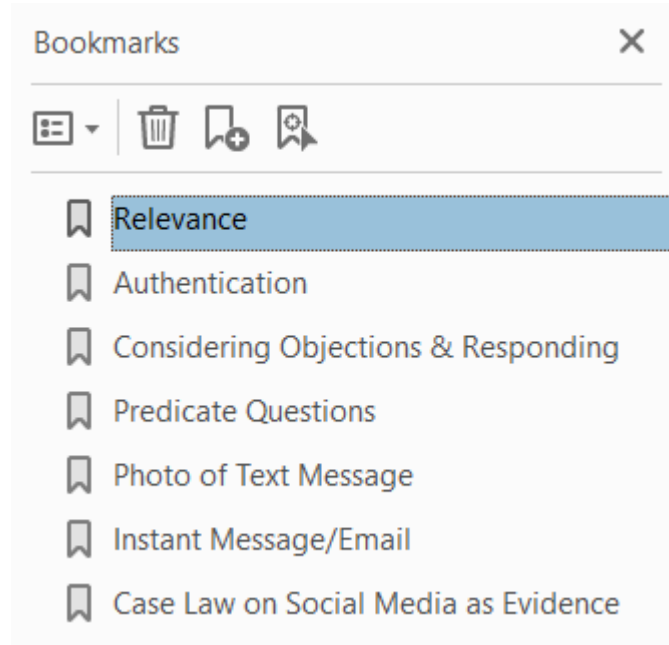 Bookmarks
Relevance
Authentication
Considering Objections & Responding
Predicate Questions
Photo of Text Message
Instant Message/Email
Case Law on Social Media as Evidence